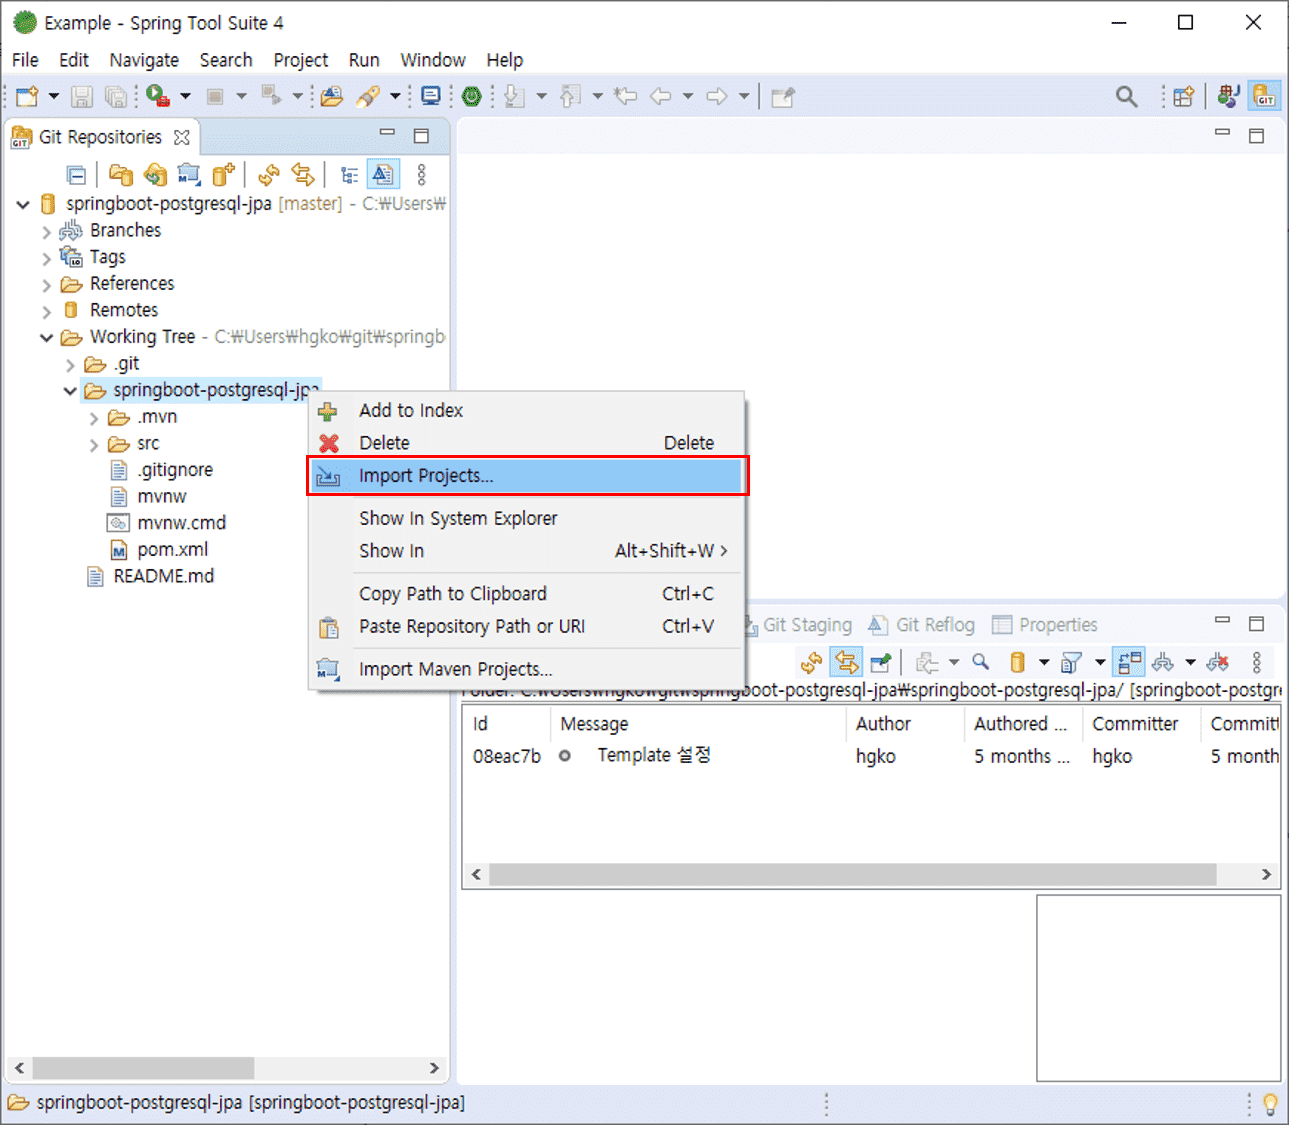 Example - Spring Tool Suite 4
File Edit Navigate Search Project Run Window Help
GIT
GIT Git Repositories
M
springboot-postgresql-jpa [master] - C:₩Users₩
Branches
Tags
References
Remotes
Working Tree - C:₩Users₩hgko₩git₩springb
.git
springboot-postgresql-jpa
.mvn
src
.gitignore
mvnw
mvnw.cmd
M pom.xml
README.md
Add to Index
Delete Delete
Import Projects...
Show In System Explorer
Show In Alt+Shift+W >
Copy Path to Clipboard Ctrl+C
Paste Repository Path or URI Ctrl+V
M Import Maven Projects...
Git Staging Git Reflog Properties
Folder: C:₩Users₩hgko₩git₩springboot-postgresql-jpa₩springboot-postgresql-jpa/ [springboot-postgre
Id Message Author Authored ... Committer Committ
08eac7b Template 설정 hgko 5 months ... hgko 5 month
springboot-postgresql-jpa [springboot-postgresql-jpa]